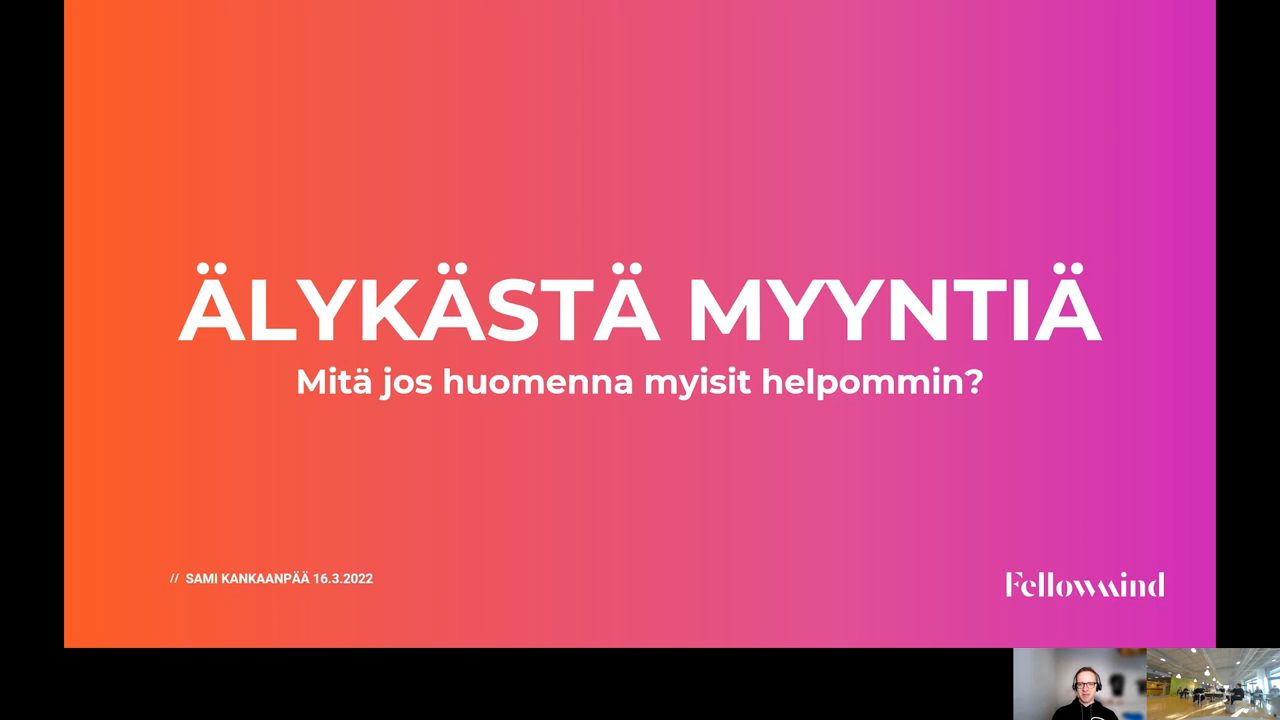 ÄLYKÄSTÄ MYYNTIÄ
Mitä jos huomenna myisit helpommin?
// SAMI KANKAANPÄÄ 16.3.2022
Fellowmind